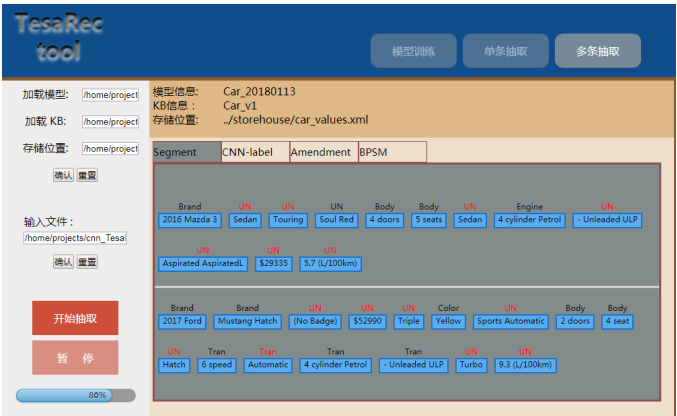 TesaRec
tool
模型训练 单条抽取 多条抽取
加载模型: /home/project
加载 KB: /home/project
存储位置: /home/project
确认 重置
输入文件:
/home/projects/cnn_Tesal
确认 重置
开始抽取
暂 停
80%
模型信息: Car_20180113
KB信息: Car_v1
存储位置: ../storehouse/car_values.xml
Segment CNN-label Amendment BPSM
Brand UN UN UN Body Body UN Engine UN
2016 Mazda 3 Sedan Touring Soul Red 4 doors 5 seats Sedan 4 cylinder Petrol - Unleaded ULP
UN UN UN
Aspirated AspiratedL $29335 5.7 (L/100km)
Brand Brand UN UN UN Color UN Body Body
2017 Ford Mustang Hatch (No Badge) $52990 Triple Yellow Sports Automatic 2 doors 4 seat
UN Tran Tran Tran Tran UN UN
Hatch 6 speed Automatic 4 cylinder Petrol - Unleaded ULP Turbo 9.3 (L/100km)